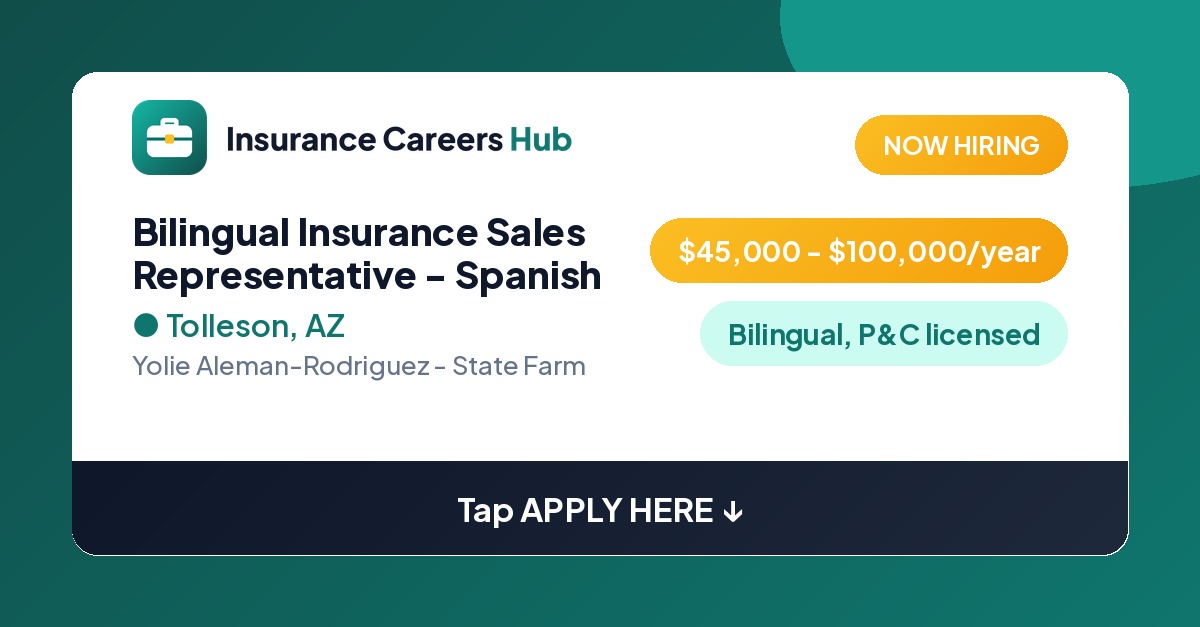 Insurance Careers Hub
NOW HIRING
Bilingual Insurance Sales
Representative – Spanish
$45,000 – $100,000/year
Tolleson, AZ
Bilingual, P&C licensed
Yolie Aleman-Rodriguez - State Farm
Tap APPLY HERE ↓